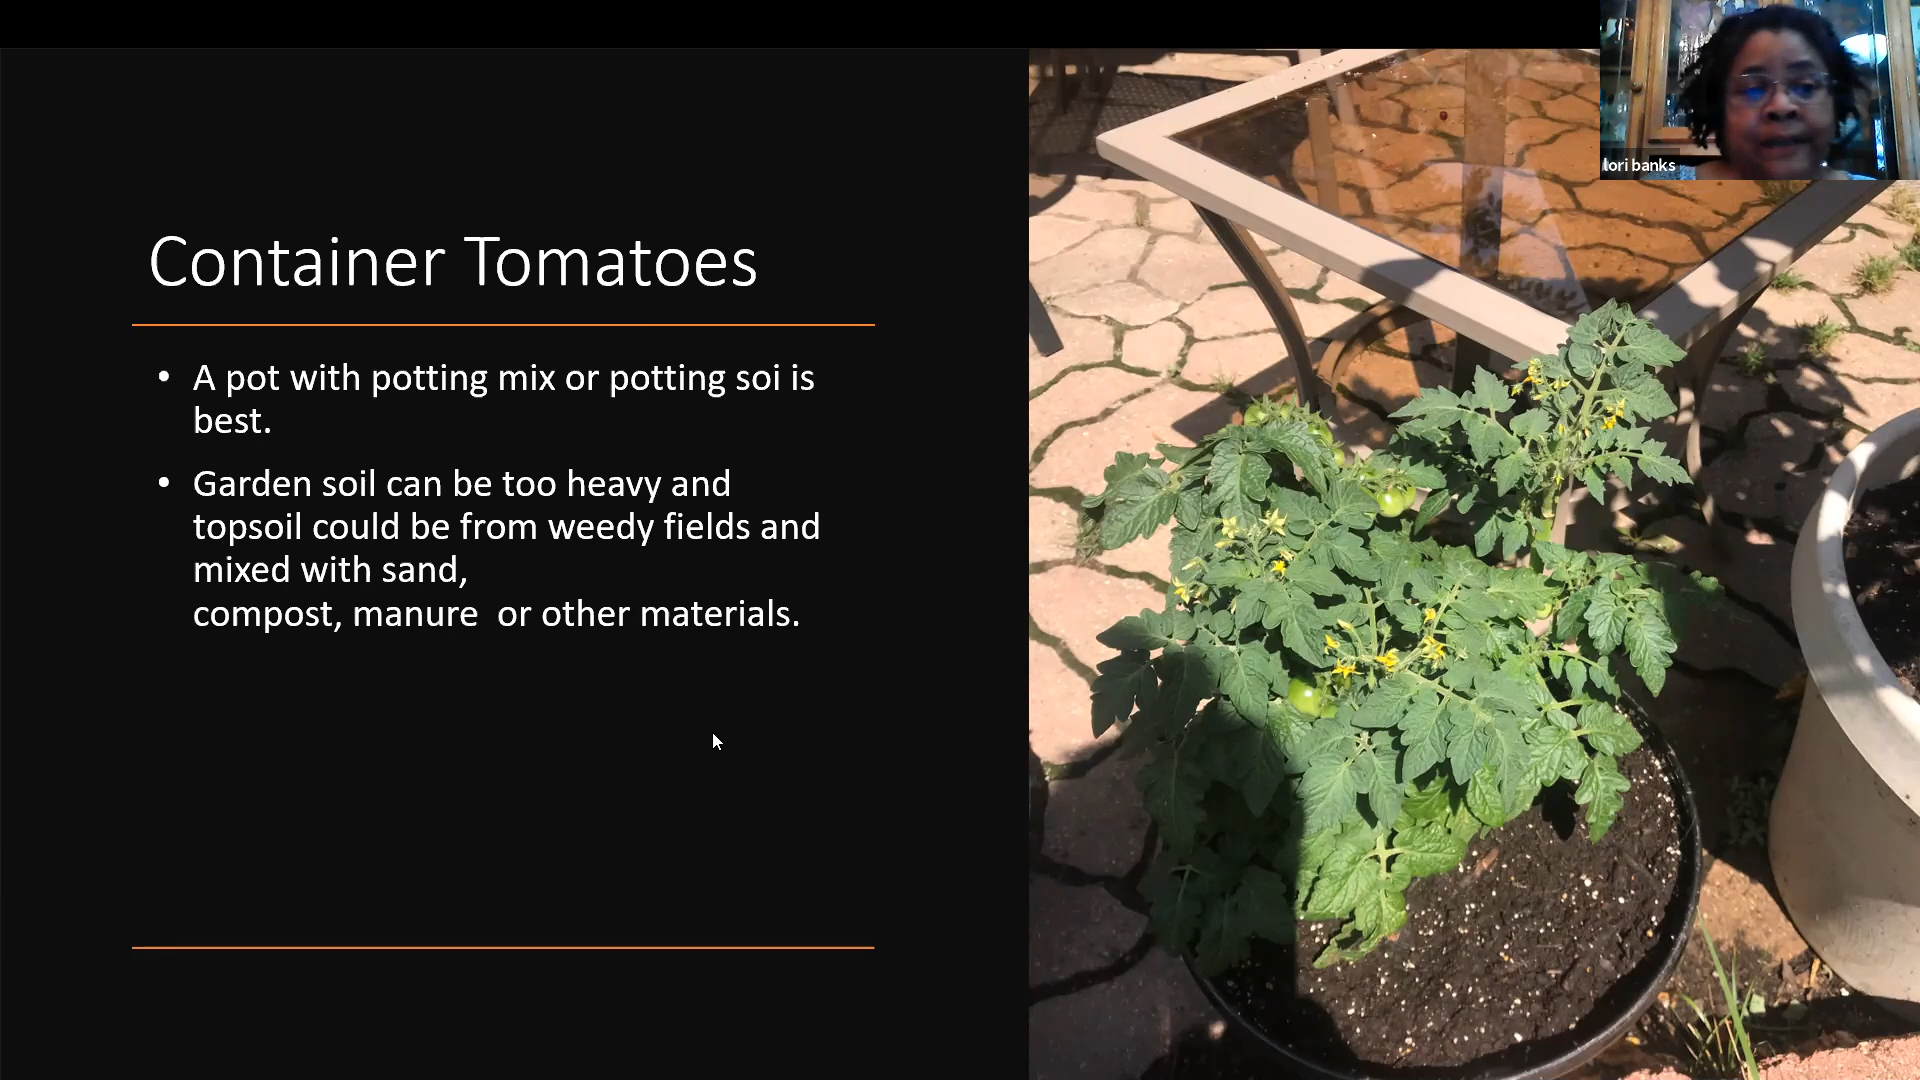 lori banks
Container Tomatoes
• A pot with potting mix or potting soi is
best.
• Garden soil can be too heavy and
topsoil could be from weedy fields and
mixed with sand,
compost, manure  or other materials.